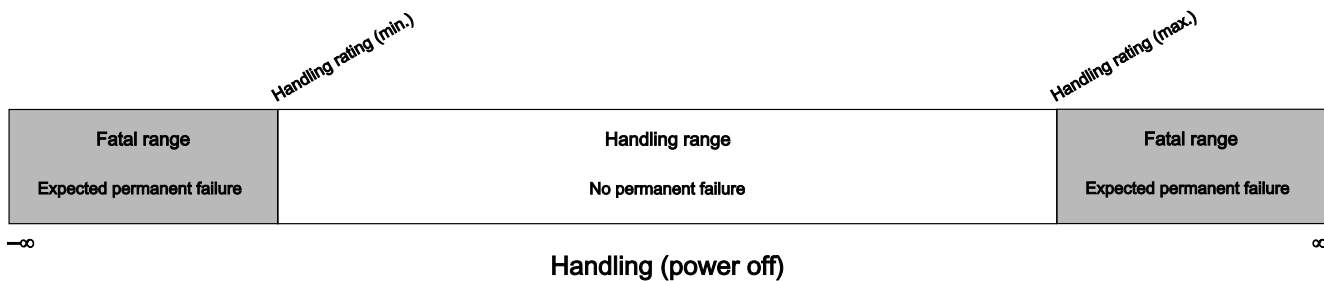 Handling rating (min.)
Handling rating (max.)
Fatal range
Handling range
Fatal range
Expected permanent failure
No permanent failure
Expected permanent failure
–∞
∞
Handling (power off)